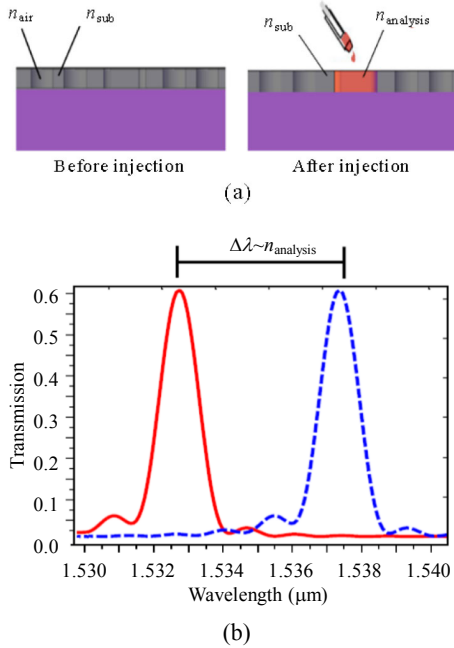 n_air n_sub n_sub n_analysis
Before injection After injection
(a)
Δλ~n_analysis
0.6
0.5
0.4
0.3
0.2
0.1
0.0
Transmission
1.530 1.532 1.534 1.536 1.538 1.540
Wavelength (μm)
(b)